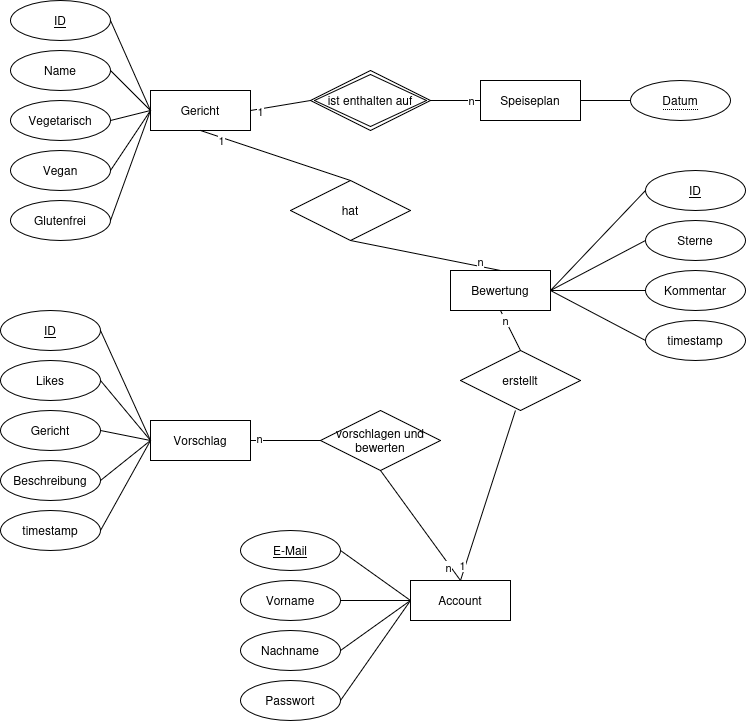 ID
Name
Vegetarisch
Vegan
Glutenfrei
Gericht
1
ist enthalten auf
n
Speiseplan
Datum
1
hat
n
Bewertung
ID
Sterne
Kommentar
timestamp
n
erstellt
1
ID
Likes
Gericht
Beschreibung
timestamp
Vorschlag
n
vorschlagen und
bewerten
n
E-Mail
Vorname
Nachname
Passwort
Account